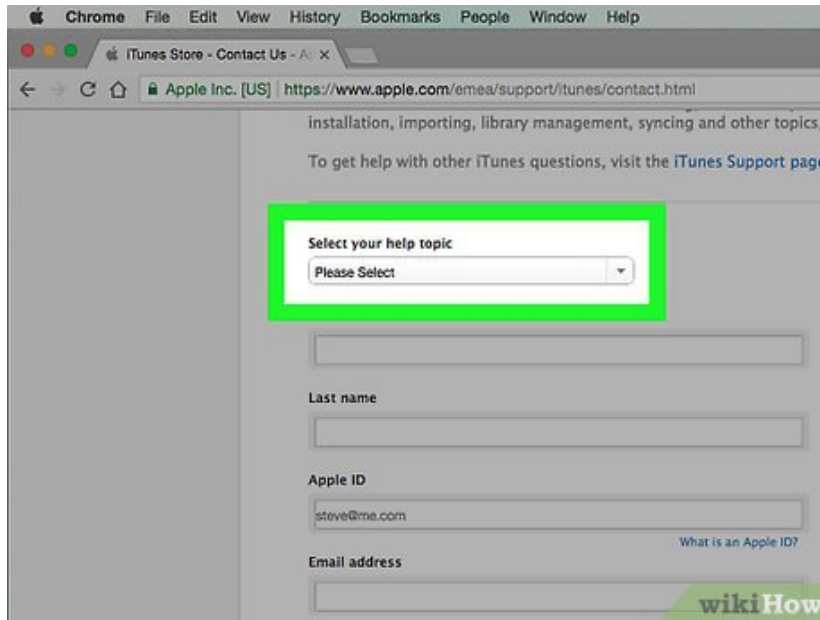 Chrome File Edit View History Bookmarks People Window Help
iTunes Store - Contact Us - Ap
Apple Inc. [US] https://www.apple.com/emea/support/itunes/contact.html
installation, importing, library management, syncing and other topics,
To get help with other iTunes questions, visit the iTunes Support page
Select your help topic
Please Select
Last name
Apple ID
steve@me.com
What is an Apple ID?
Email address
wikiHow